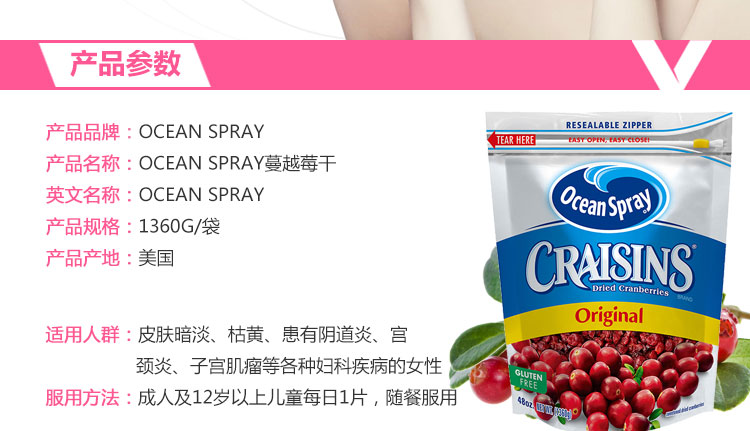 产品参数
产品品牌：OCEAN SPRAY
产品名称：OCEAN SPRAY蔓越莓干
英文名称：OCEAN SPRAY
产品规格：1360G/袋
产品产地：美国
适用人群：皮肤暗淡、枯黄、患有阴道炎、宫
颈炎、子宫肌瘤等各种妇科疾病的女性
服用方法：成人及12岁以上儿童每日1片，随餐服用
RESEALABLE ZIPPER
TEAR HERE
EASY OPEN, EASY CLOSE!
Ocean Spray
CRAISINS®
Dried Cranberries
BRAND
Original
GLUTEN
FREE
48oz. NET WT. (1360g)
sweetened dried cranberries